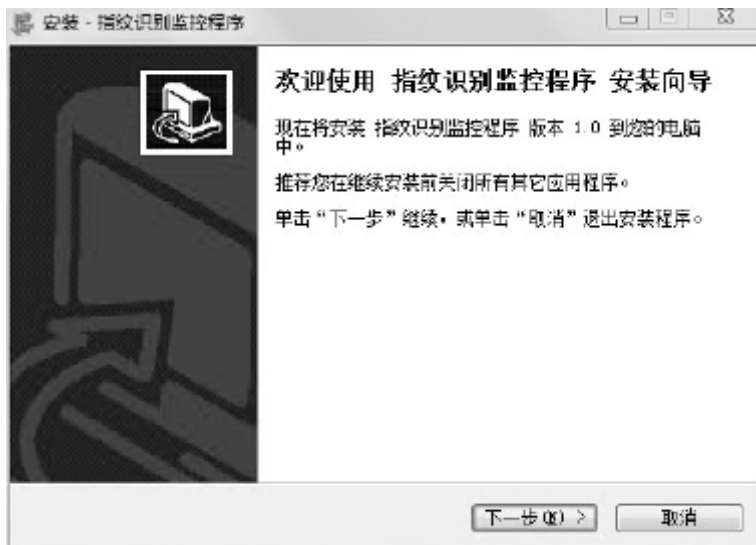 安装 - 指纹识别监控程序
欢迎使用 指纹识别监控程序 安装向导
现在将安装 指纹识别监控程序 版本 1.0 到您的电脑
中。
推荐您在继续安装前关闭所有其它应用程序。
单击“下一步”继续，或单击“取消”退出安装程序。
下一步(N) >
取消